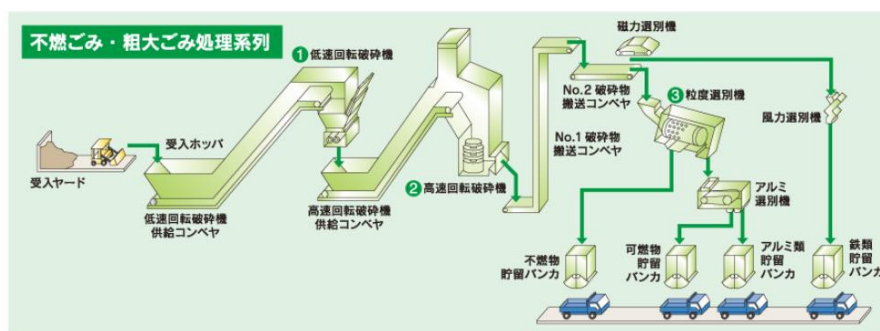 不燃ごみ・粗大ごみ処理系列
❶低速回転破砕機
磁力選別機
No.2 破砕物
搬送コンベヤ
❸粒度選別機
風力選別機
受入ホッパ
No.1 破砕物
搬送コンベヤ
受入ヤード
❷高速回転破砕機
アルミ
選別機
低速回転破砕機
供給コンベヤ
高速回転破砕機
供給コンベヤ
不燃物
貯留バンカ
可燃物
貯留
バンカ
アルミ類
貯留
バンカ
鉄類
貯留
バンカ